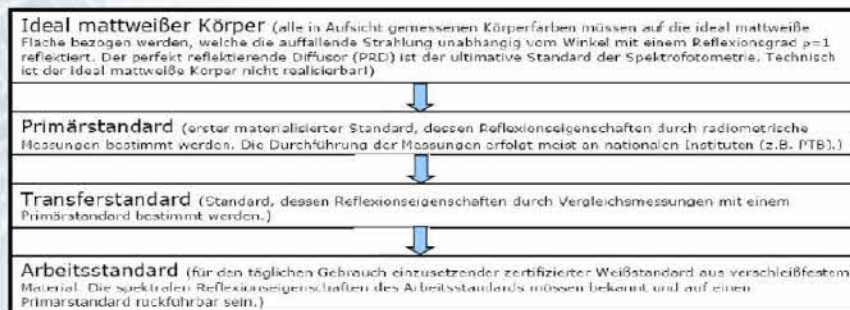 Ideal mattweißer Körper (alle in Aufsicht gemessenen Körperfarben müssen auf die ideal mattweiße
Fläche bezogen werden, welche die auffallende Strahlung unabhängig vom Winkel mit einem Reflexionsgrad ρ=1
reflektiert. Der perfekt reflektierende Diffusor (PRD) ist der ultimative Standard der Spektrofotometrie. Technisch
ist der ideal mattweiße Körper nicht realisierbar!)
Primärstandard (erster materialisierter Standard, dessen Reflexionseigenschaften durch radiometrische
Messungen bestimmt werden. Die Durchführung der Messungen erfolgt meist an nationalen Instituten (z.B. PTB).)
Transferstandard (Standard, dessen Reflexionseigenschaften durch Vergleichsmessungen mit einem
Primärstandard bestimmt werden.)
Arbeitsstandard (für den täglichen Gebrauch einzusetzender zertifizierter Weißstandard aus verschleißfestem
Material. Die spektralen Reflexionseigenschaften des Arbeitsstandards müssen bekannt und auf einen
Primärstandard rückführbar sein.)